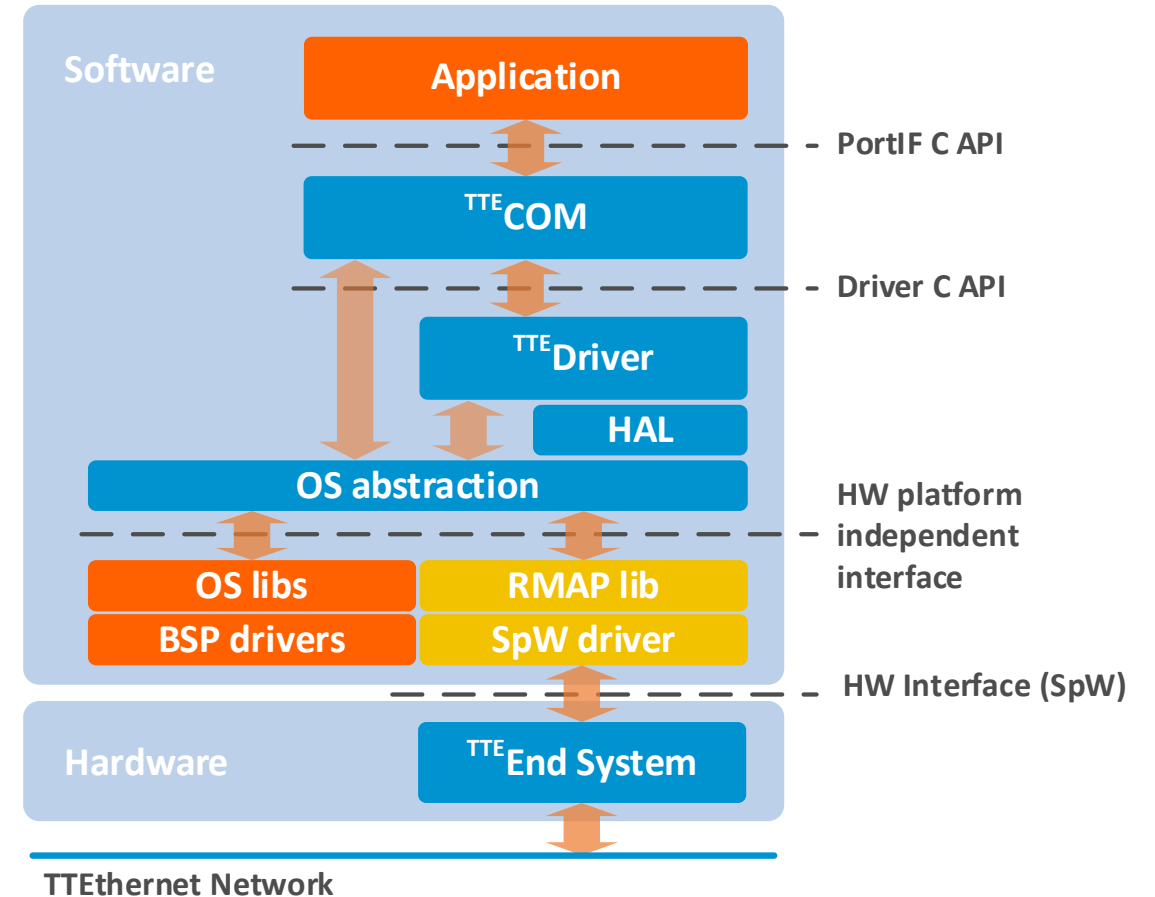 Software
Application
PortIF C API
TTECOM
Driver C API
TTEDriver
HAL
OS abstraction
HW platform
independent
interface
OS libs
RMAP lib
BSP drivers
SpW driver
HW Interface (SpW)
Hardware
TTEEnd System
TTEthernet Network